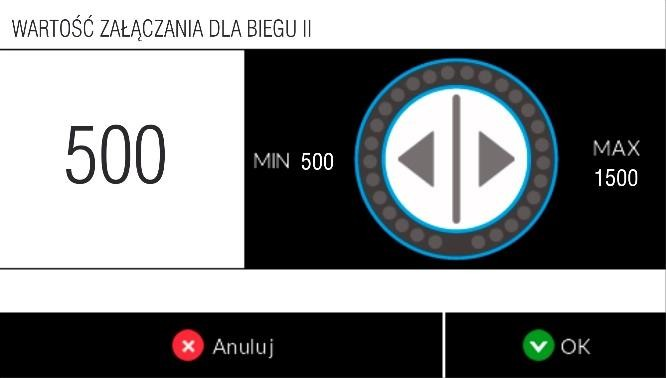 WARTOŚĆ ZAŁĄCZANIA DLA BIEGU II
500
MIN 500
MAX
1500
Anuluj
OK